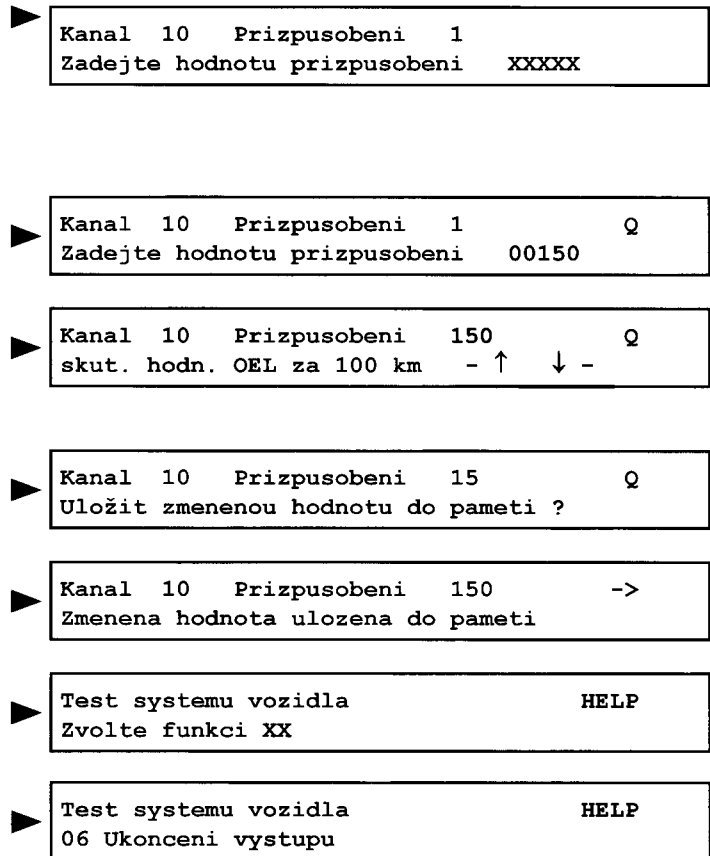 Kanal 10 Prizpusobeni 1
Zadejte hodnotu prizpusobeni XXXXX
Kanal 10 Prizpusobeni 1 Q
Zadejte hodnotu prizpusobeni 00150
Kanal 10 Prizpusobeni 150 Q
skut. hodn. OEL za 100 km - ↑ ↓ -
Kanal 10 Prizpusobeni 15 Q
Uložit zmenenou hodnotu do pameti ?
Kanal 10 Prizpusobeni 150 ->
Zmenena hodnota ulozena do pameti
Test systemu vozidla HELP
Zvolte funkci XX
Test systemu vozidla HELP
06 Ukonceni vystupu